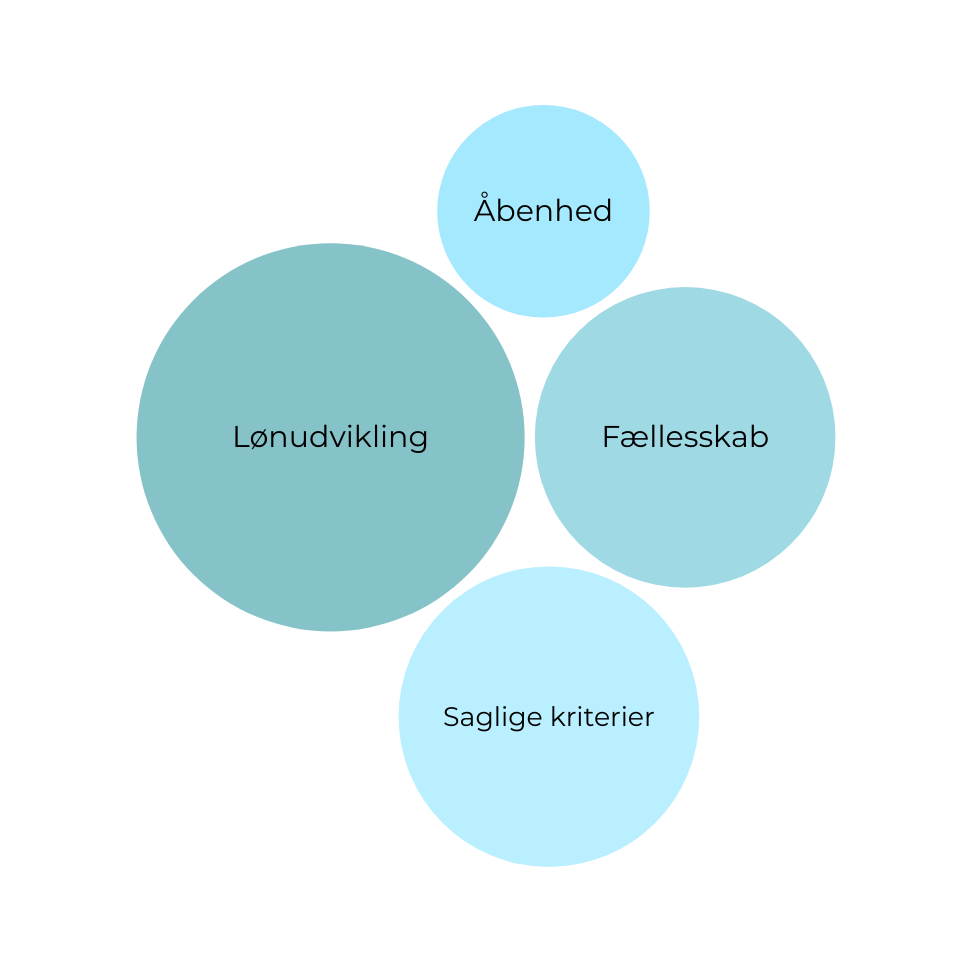 Åbenhed
Lønudvikling
Fællesskab
Saglige kriterier